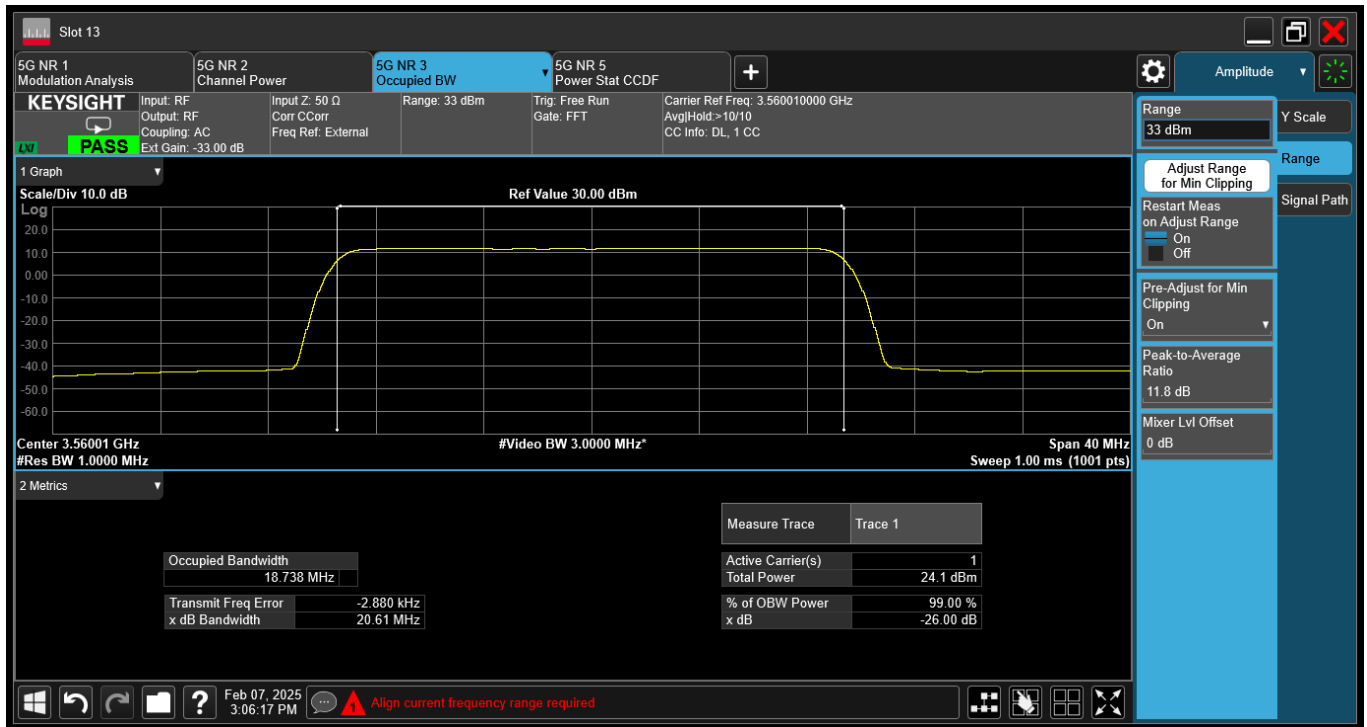 Slot 13
5G NR 1
Modulation Analysis
5G NR 2
Channel Power
5G NR 3
Occupied BW
5G NR 5
Power Stat CCDF
Amplitude
KEYSIGHT
LXI
PASS
Input: RF
Output: RF
Coupling: AC
Ext Gain: -33.00 dB
Input Z: 50 Ω
Corr CCorr
Freq Ref: External
Range: 33 dBm
Trig: Free Run
Gate: FFT
Carrier Ref Freq: 3.560010000 GHz
Avg|Hold:>10/10
CC Info: DL, 1 CC
1 Graph
Scale/Div 10.0 dB
Ref Value 30.00 dBm
Log
20.0
10.0
0.00
-10.0
-20.0
-30.0
-40.0
-50.0
-60.0
Center 3.56001 GHz
#Video BW 3.0000 MHz*
Span 40 MHz
#Res BW 1.0000 MHz
Sweep 1.00 ms (1001 pts)
2 Metrics
Measure Trace Trace 1
Occupied Bandwidth
18.738 MHz
Transmit Freq Error -2.880 kHz
x dB Bandwidth 20.61 MHz
Active Carrier(s) 1
Total Power 24.1 dBm
% of OBW Power 99.00 %
x dB -26.00 dB
Range
33 dBm
Adjust Range
for Min Clipping
Restart Meas
on Adjust Range
On
Off
Pre-Adjust for Min
Clipping
On
Peak-to-Average
Ratio
11.8 dB
Mixer Lvl Offset
0 dB
Y Scale
Range
Signal Path
?
Feb 07, 2025
3:06:17 PM
1
Align current frequency range required